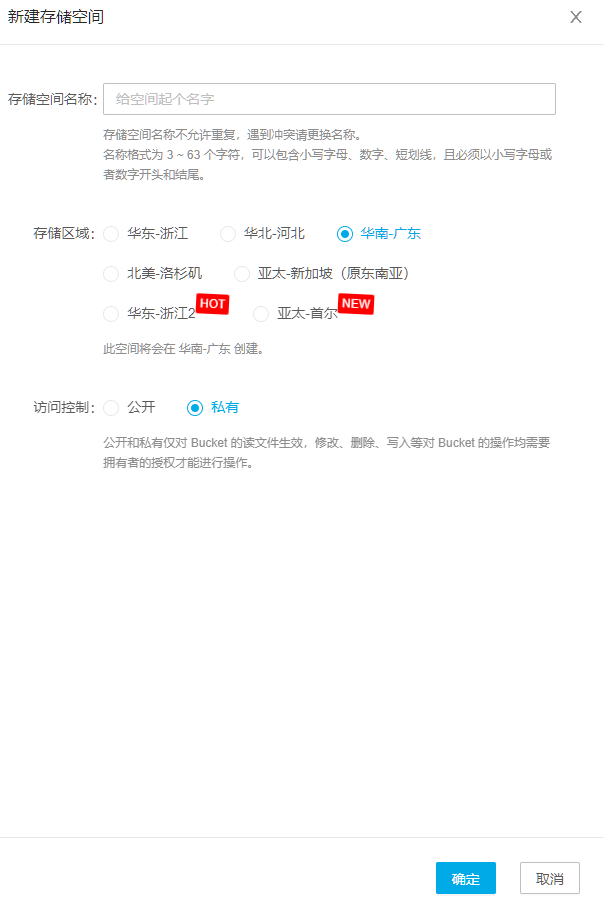 新建存储空间
存储空间名称: 给空间起个名字
存储空间名称不允许重复，遇到冲突请更换名称。
名称格式为 3 ~ 63 个字符，可以包含小写字母、数字、短划线，且必须以小写字母或
者数字开头和结尾。
存储区域: 华东-浙江 华北-河北 华南-广东
北美-洛杉矶 亚太-新加坡（原东南亚）
华东-浙江2 HOT 亚太-首尔 NEW
此空间将会在 华南-广东 创建。
访问控制: 公开 私有
公开和私有仅对 Bucket 的读文件生效，修改、删除、写入等对 Bucket 的操作均需要
拥有者的授权才能进行操作。
确定 取消